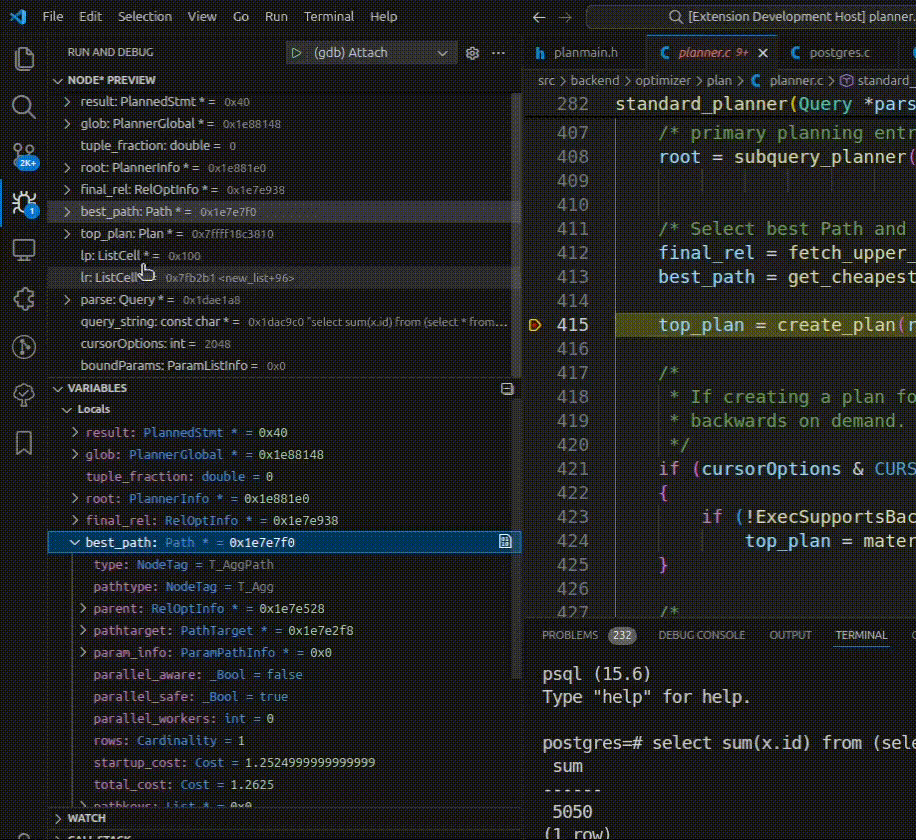 File Edit Selection View Go Run Terminal Help
[Extension Development Host] planner.
RUN AND DEBUG
(gdb) Attach
NODE* PREVIEW
result: PlannedStmt * = 0x40
glob: PlannerGlobal * = 0x1e88148
tuple_fraction: double = 0
root: PlannerInfo * = 0x1e881e0
final_rel: RelOptInfo * = 0x1e7e938
best_path: Path * = 0x1e7e7f0
top_plan: Plan * = 0x7ffff18c3810
lp: ListCell * = 0x100
lr: ListCell = 0x7fb2b1 <new_list+96>
parse: Query * = 0x1dae1a8
query_string: const char * = 0x1dac9c0 "select sum(x.id) from (select * from...
cursorOptions: int = 2048
boundParams: ParamListInfo = 0x0
2K+
1
VARIABLES
Locals
result: PlannedStmt * = 0x40
glob: PlannerGlobal * = 0x1e88148
tuple_fraction: double = 0
root: PlannerInfo * = 0x1e881e0
final_rel: RelOptInfo * = 0x1e7e938
best_path: Path * = 0x1e7e7f0
type: NodeTag = T_AggPath
pathtype: NodeTag = T_Agg
parent: RelOptInfo * = 0x1e7e528
pathtarget: PathTarget * = 0x1e7e2f8
param_info: ParamPathInfo * = 0x0
parallel_aware: _Bool = false
parallel_safe: _Bool = true
parallel_workers: int = 0
rows: Cardinality = 1
startup_cost: Cost = 1.2524999999999999
total_cost: Cost = 1.2625
pathkeys: List * = 0x0
WATCH
CALL STACK
planmain.h planner.c 9+ postgres.c
src > backend > optimizer > plan > planner.c > standard_
282 standard_planner(Query *pars
407 /* primary planning entr
408 root = subquery_planner(
409
410
411 /* Select best Path and
412 final_rel = fetch_upper_
413 best_path = get_cheapest
414
415 top_plan = create_plan(r
416
417 /*
418 * If creating a plan fo
419 * backwards on demand.
420 */
421 if (cursorOptions & CURS
422 {
423 if (!ExecSupportsBac
424 top_plan = mater
425 }
426
427 /*
PROBLEMS 232 DEBUG CONSOLE OUTPUT TERMINAL
psql (15.6)
Type "help" for help.
postgres=# select sum(x.id) from (sele
sum
------
5050
(1 row)